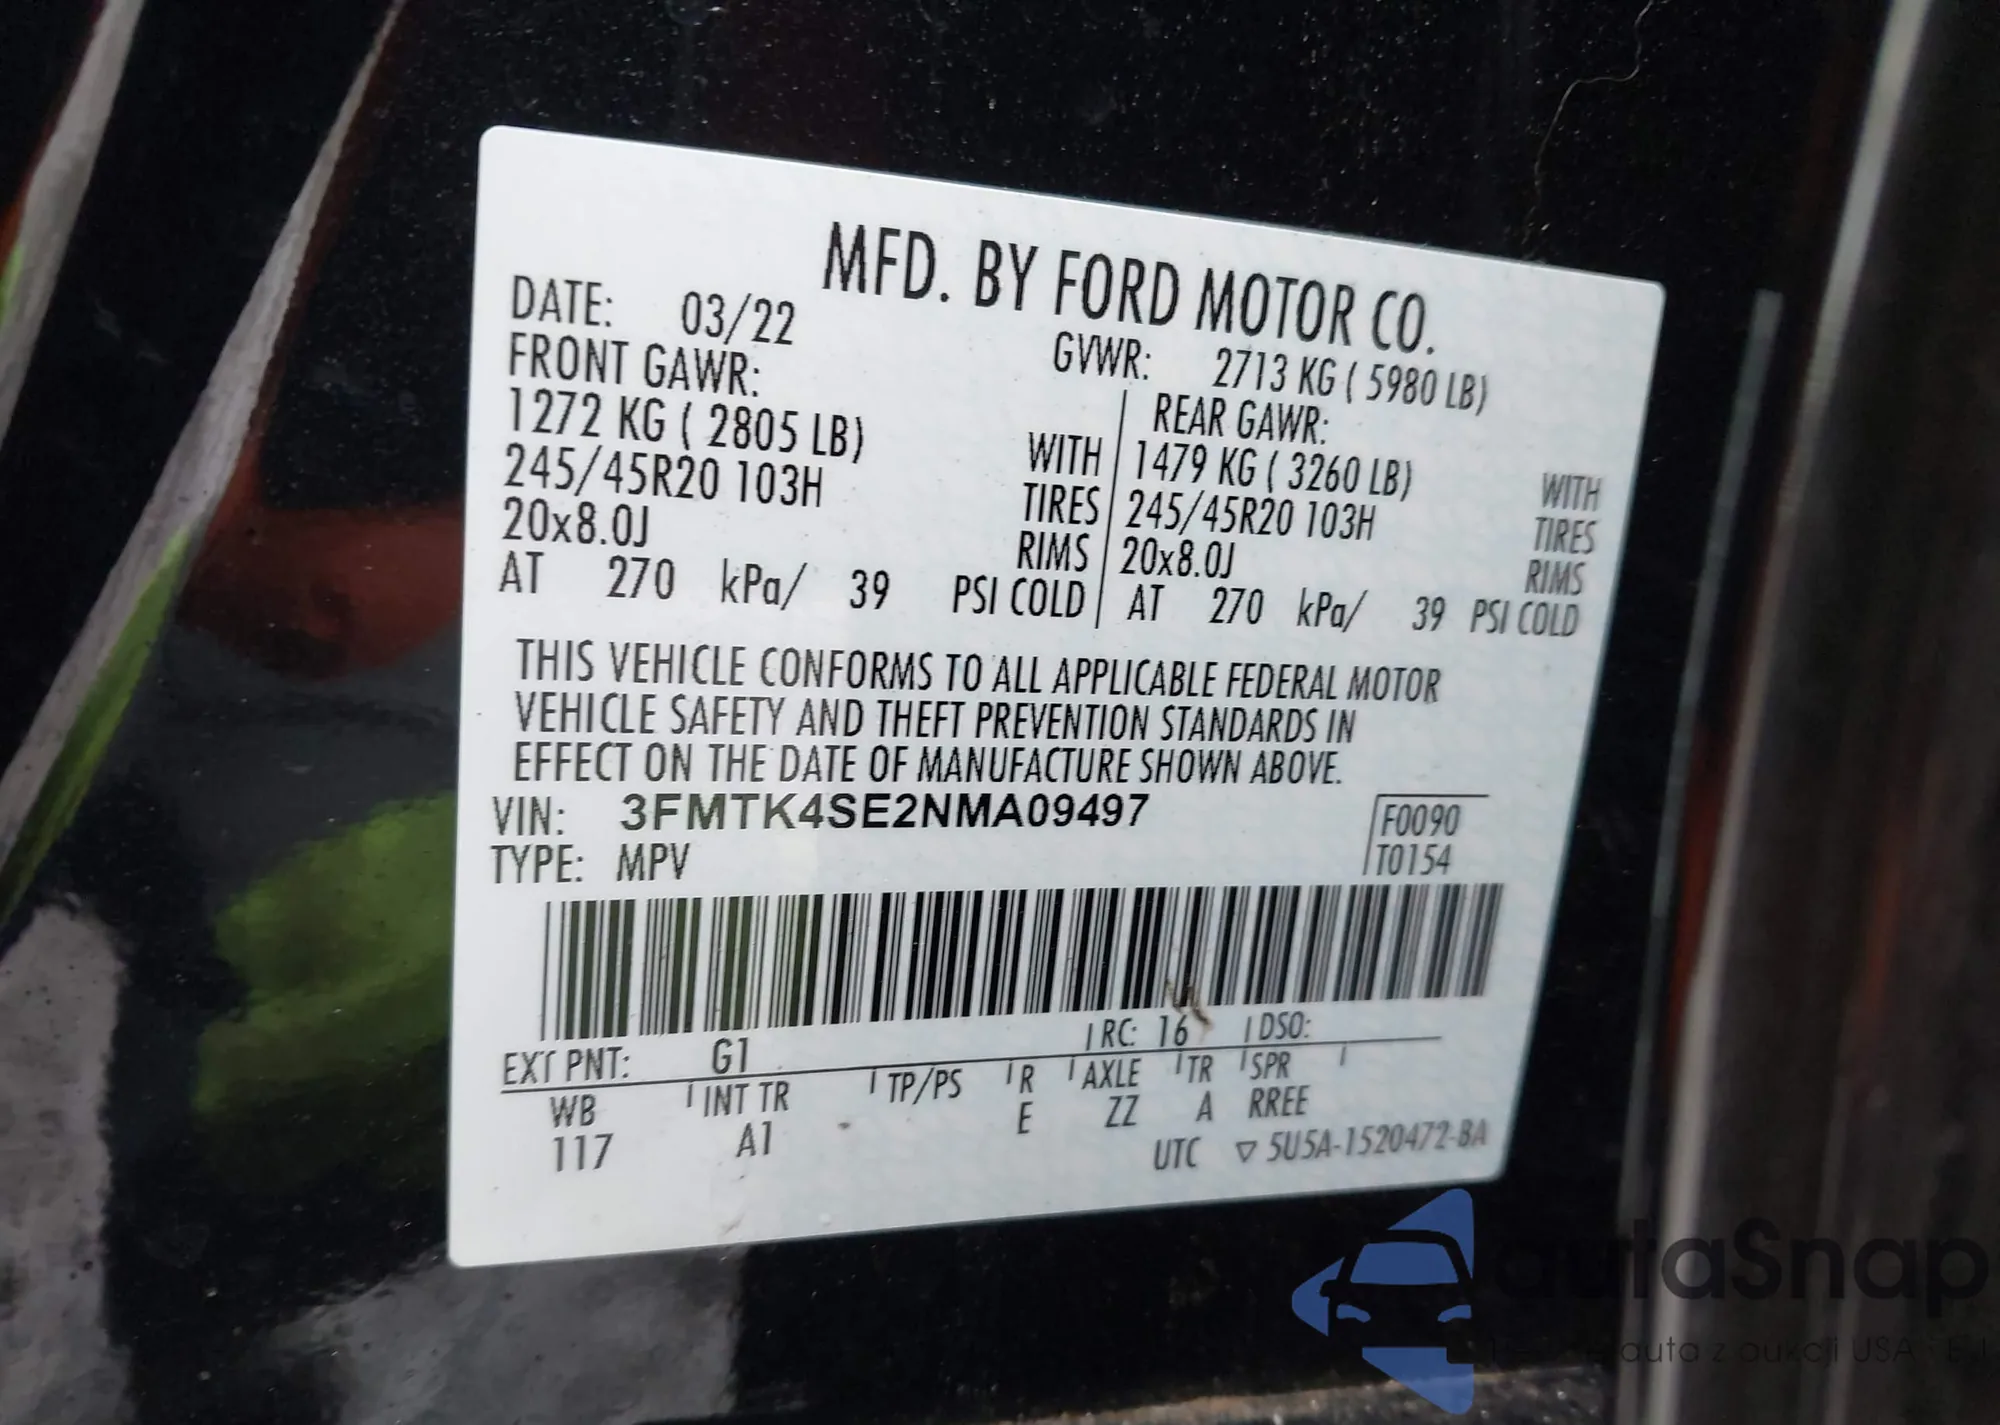 MFD. BY FORD MOTOR CO.
DATE: 03/22
GVWR: 2713 KG ( 5980 LB)
FRONT GAWR:
1272 KG ( 2805 LB) WITH
245/45R20 103H TIRES
20x8.0J RIMS
AT 270 kPa/ 39 PSI COLD
REAR GAWR:
1479 KG ( 3260 LB) WITH
245/45R20 103H TIRES
20x8.0J RIMS
AT 270 kPa/ 39 PSI COLD
THIS VEHICLE CONFORMS TO ALL APPLICABLE FEDERAL MOTOR
VEHICLE SAFETY AND THEFT PREVENTION STANDARDS IN
EFFECT ON THE DATE OF MANUFACTURE SHOWN ABOVE.
VIN: 3FMTK4SE2NMA09497
TYPE: MPV
F0090
T0154
EXT PNT: G1 RC: 16 DSO:
WB INT TR TP/PS R AXLE TR SPR
117 A1 E ZZ A RREE
UTC ▽ 5U5A-1520472-BA
autaSnap
auta z aukcji USA